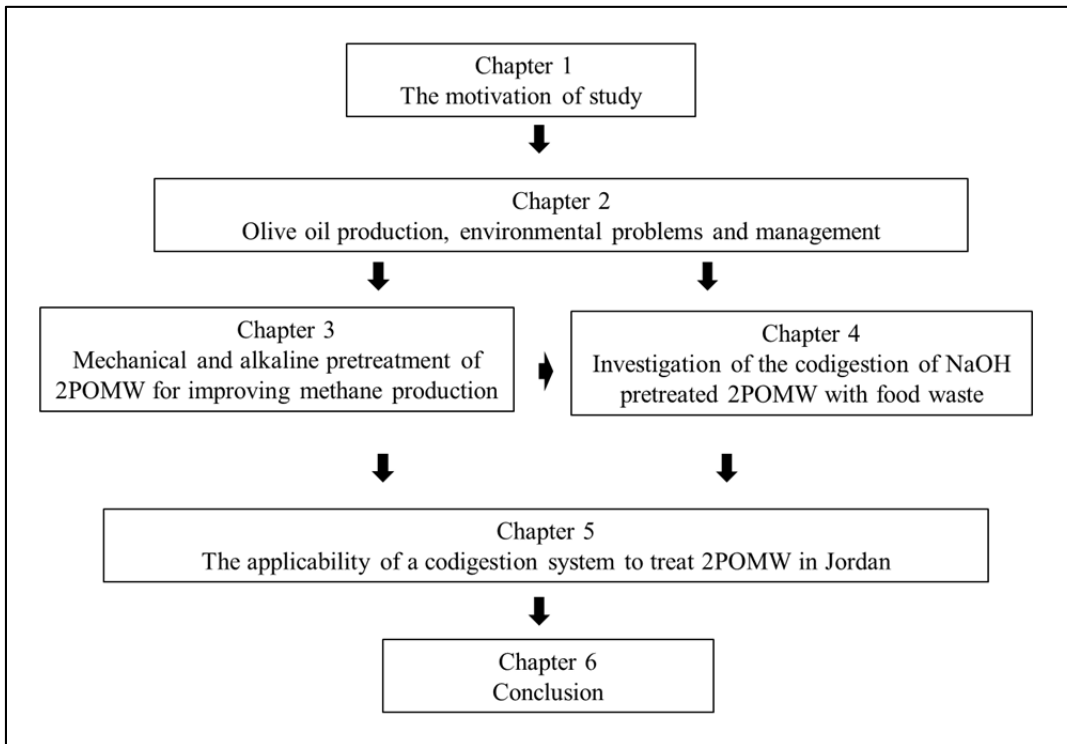 Chapter 1
The motivation of study
Chapter 2
Olive oil production, environmental problems and management
Chapter 3
Mechanical and alkaline pretreatment of
2POMW for improving methane production
Chapter 4
Investigation of the codigestion of NaOH
pretreated 2POMW with food waste
Chapter 5
The applicability of a codigestion system to treat 2POMW in Jordan
Chapter 6
Conclusion